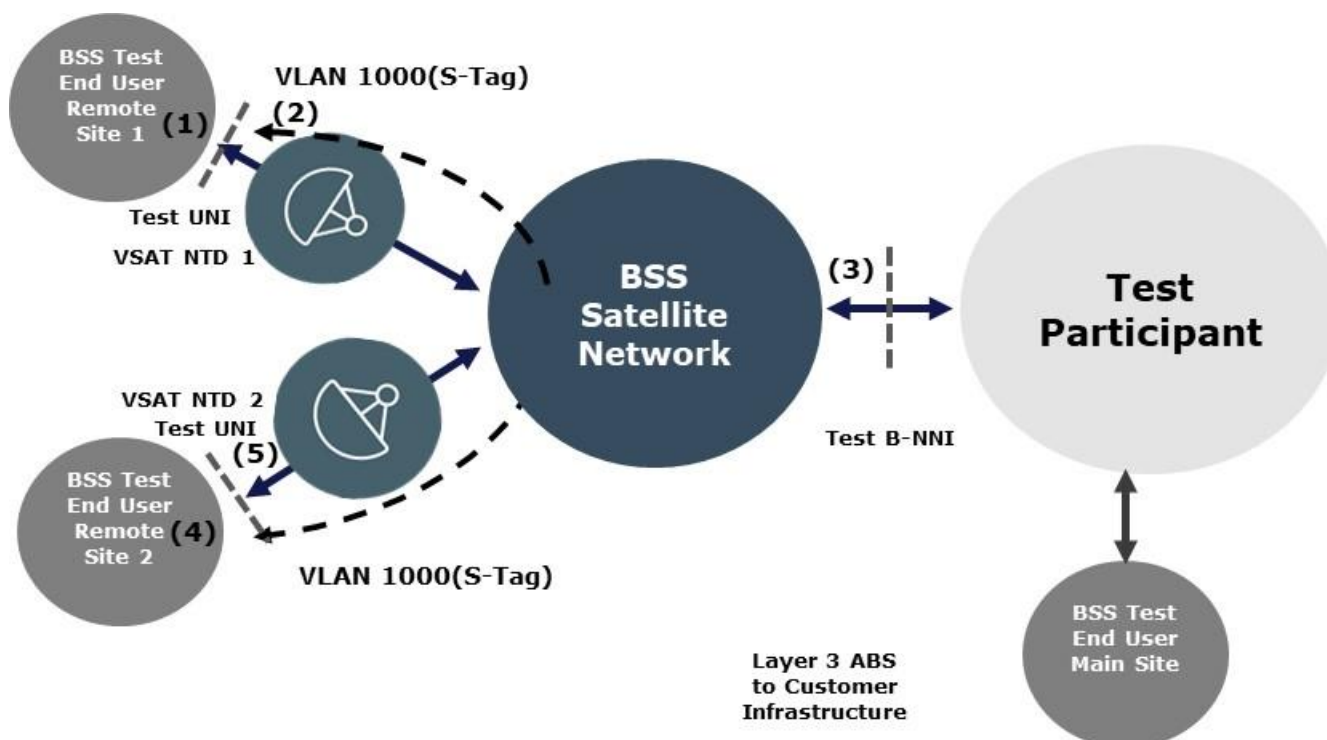 BSS Test
End User
Remote
Site 1
(1)
VLAN 1000(S-Tag)
(2)
Test UNI
VSAT NTD 1
BSS
Satellite
Network
(3)
Test B-NNI
Test
Participant
VSAT NTD 2
Test UNI
(5)
BSS Test
End User
Remote
Site 2
(4)
VLAN 1000(S-Tag)
Layer 3 ABS
to Customer
Infrastructure
BSS Test
End User
Main Site